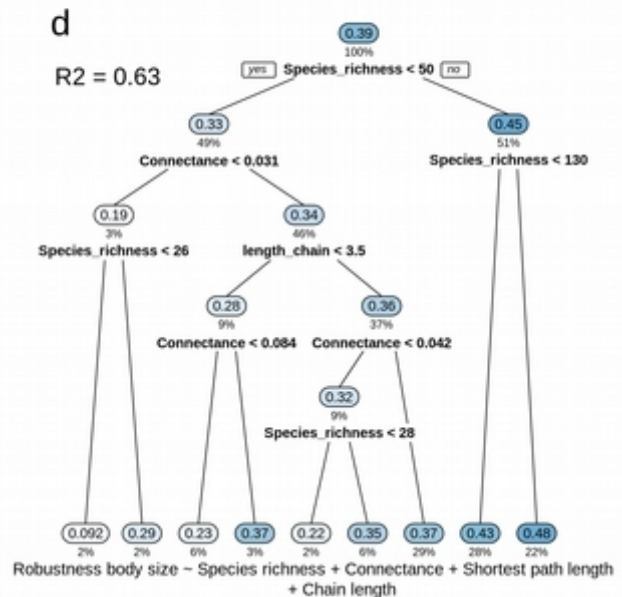 d
0.39
100%
R2 = 0.63
yes Species_richness < 50 no
0.33 0.45
49% 51%
Connectance < 0.031 Species_richness < 130
0.19 0.34
3% 46%
Species_richness < 26 length_chain < 3.5
0.28 0.36
9% 37%
Connectance < 0.084 Connectance < 0.042
0.32
9%
Species_richness < 28
0.092 0.29 0.23 0.37 0.22 0.35 0.37 0.43 0.48
2% 2% 6% 3% 2% 6% 29% 28% 22%
Robustness body size ~ Species richness + Connectance + Shortest path length
+ Chain length